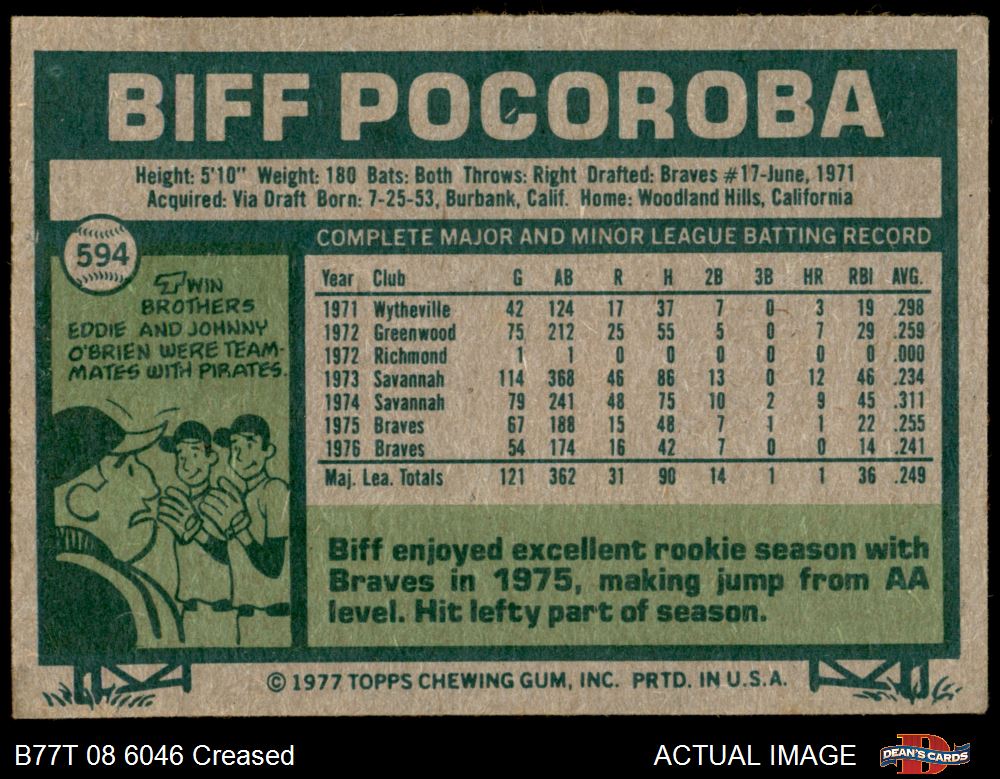 BIFF POCOROBA
Height: 5'10" Weight: 180 Bats: Both Throws: Right Drafted: Braves #17-June, 1971
Acquired: Via Draft Born: 7-25-53, Burbank, Calif. Home: Woodland Hills, California
594
TWIN
BROTHERS
EDDIE AND JOHNNY
O'BRIEN WERE TEAM-
MATES WITH PIRATES.
COMPLETE MAJOR AND MINOR LEAGUE BATTING RECORD
Year Club G AB R H 2B 3B HR RBI AVG.
1971 Wytheville 42 124 17 37 7 0 3 19 .298
1972 Greenwood 75 212 25 55 5 0 7 29 .259
1972 Richmond 1 1 0 0 0 0 0 0 .000
1973 Savannah 114 368 46 86 13 0 12 46 .234
1974 Savannah 79 241 48 75 10 2 9 45 .311
1975 Braves 67 188 15 48 7 1 1 22 .255
1976 Braves 54 174 16 42 7 0 0 14 .241
Maj. Lea. Totals 121 362 31 90 14 1 1 36 .249
Biff enjoyed excellent rookie season with
Braves in 1975, making jump from AA
level. Hit lefty part of season.
© 1977 TOPPS CHEWING GUM, INC. PRTD. IN U.S.A.
B77T 08 6046 Creased
ACTUAL IMAGE
DEAN'S CARDS